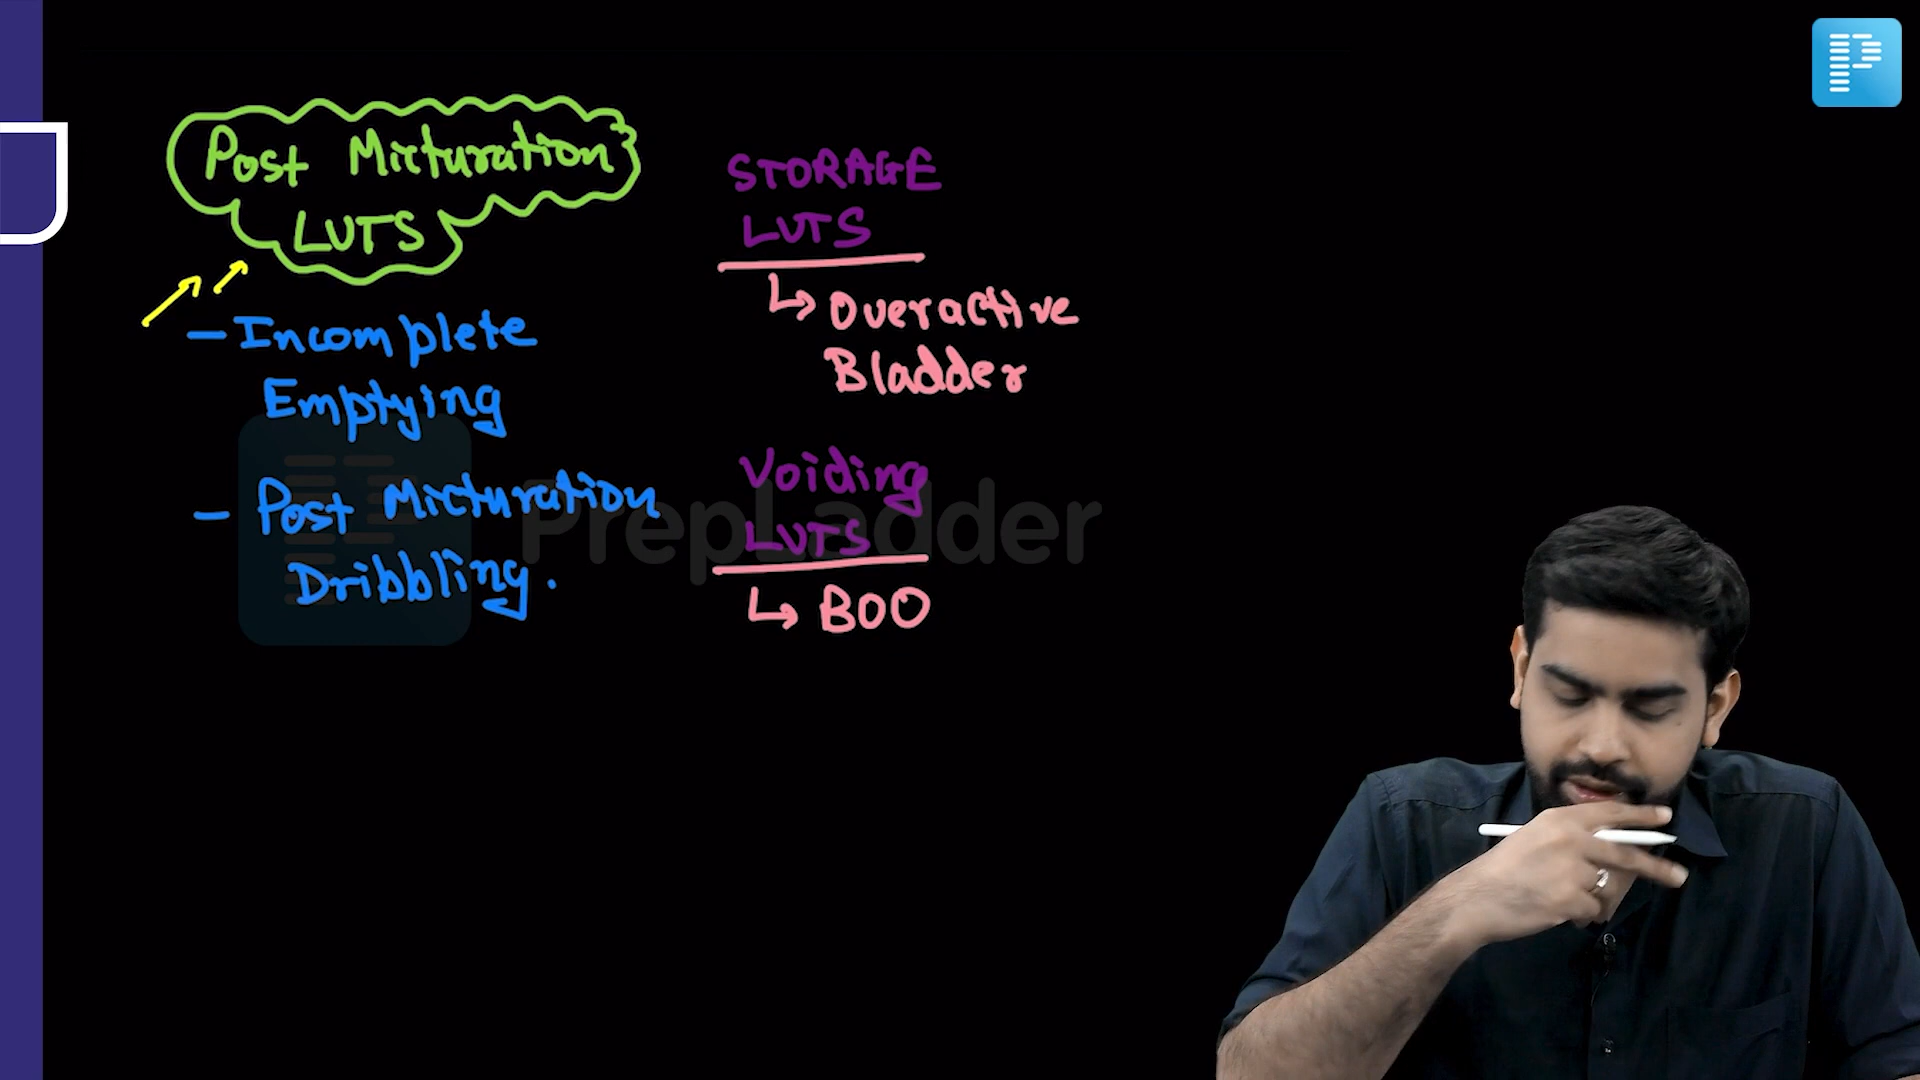 Post Micturation
LUTS
- Incomplete
Emptying
- Post Micturation
Dribbling.
STORAGE
LUTS
↳ Overactive
Bladder
Voiding
LUTS
↳ BOO
PrepLadder